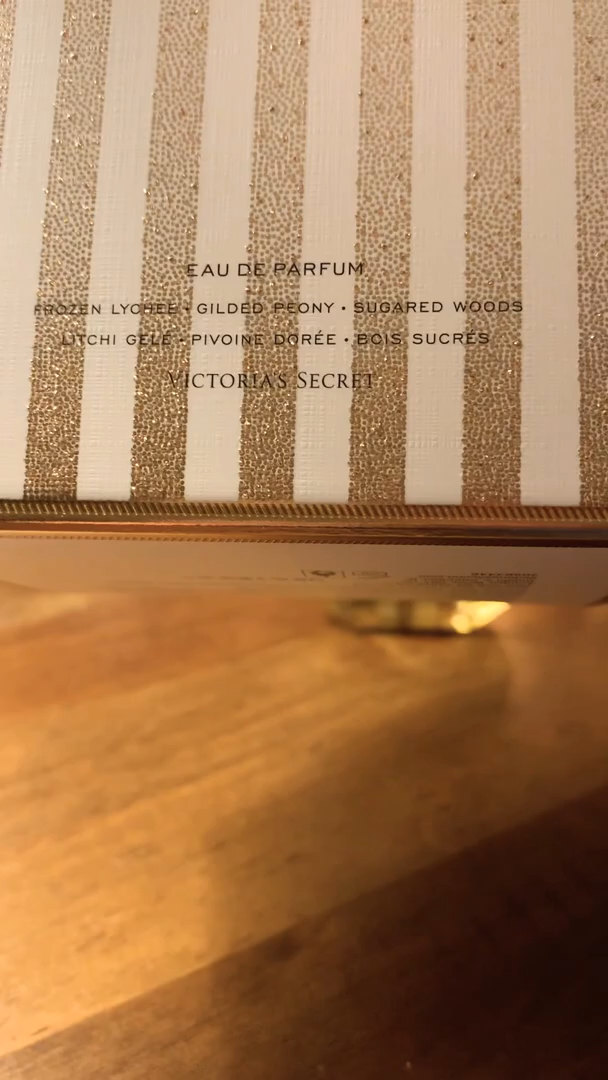 EAU DE PARFUM
FROZEN LYCHEE • GILDED PEONY • SUGARED WOODS
LITCHI GELÉ • PIVOINE DORÉE • BOIS SUCRÉS
VICTORIA'S SECRET